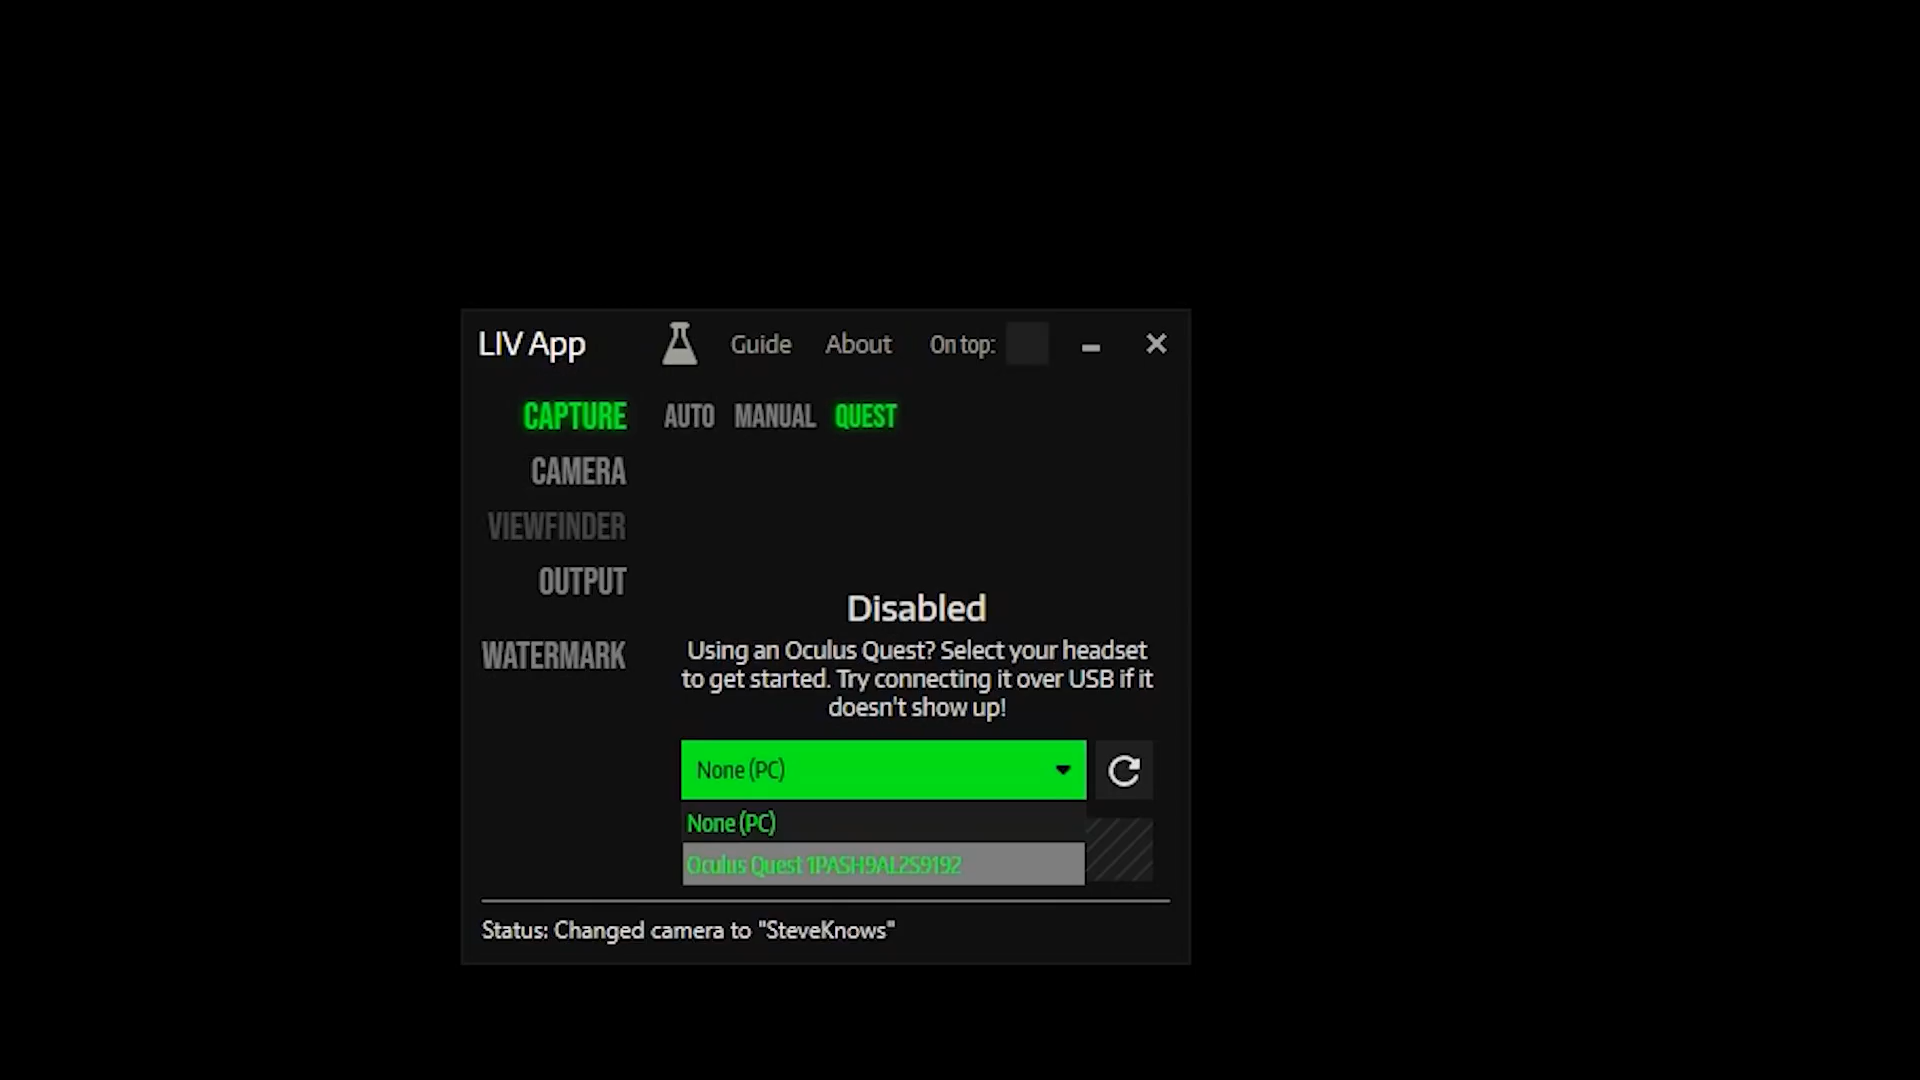 LIV App
Guide
About
On top:
CAPTURE
AUTO
MANUAL
QUEST
CAMERA
VIEWFINDER
OUTPUT
WATERMARK
Disabled
Using an Oculus Quest? Select your headset
to get started. Try connecting it over USB if it
doesn't show up!
None (PC)
None (PC)
Oculus Quest 1PASH9AL2S9192
Status: Changed camera to "SteveKnows"